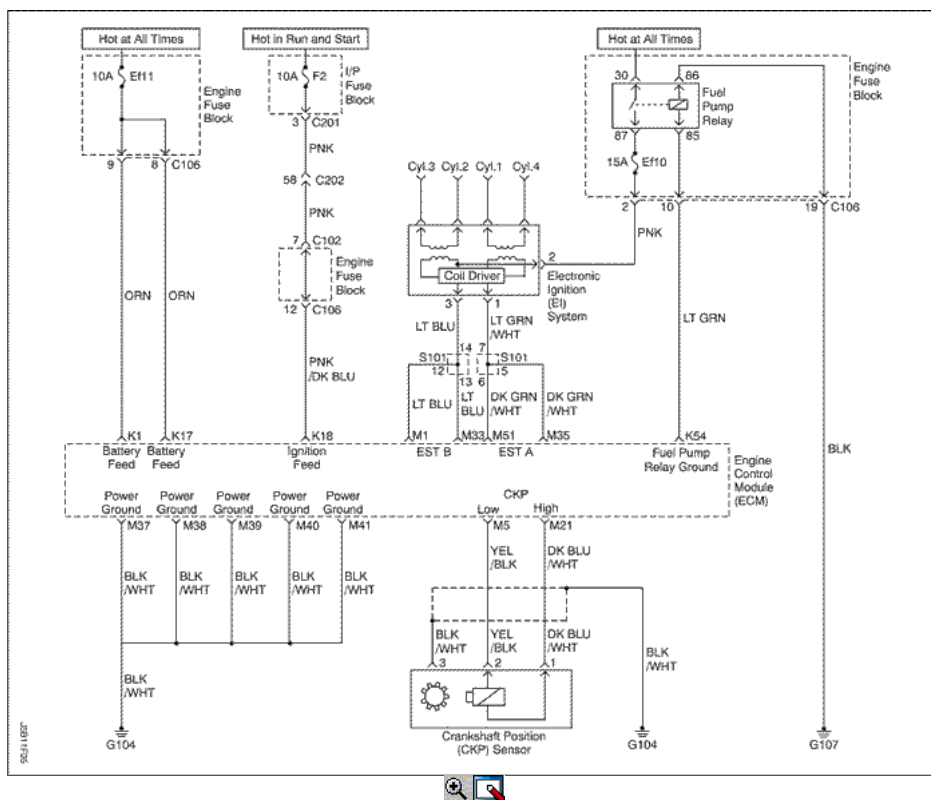 Hot at All Times
Hot in Run and Start
Hot at All Times
10A Ef11
Engine
Fuse
Block
10A F2
I/P
Fuse
Block
30
86
Fuel
Pump
Relay
Engine
Fuse
Block
87
85
15A Ef10
3 C201
PNK
58 C202
PNK
7 C102
Engine
Fuse
Block
12 C106
PNK
/DK BLU
9
8 C106
ORN
ORN
Cyl.3
Cyl.2
Cyl.1
Cyl.4
Coil Driver
2
Electronic
Ignition
(EI)
System
2
10
19 C106
PNK
LT GRN
BLK
3
1
LT BLU
LT GRN
/WHT
S101
14
7
S101
12
5
13
6
LT BLU
LT
BLU
DK GRN
/WHT
DK GRN
/WHT
K1
K17
K18
M1
M33
M51
M35
K54
Battery
Feed
Battery
Feed
Ignition
Feed
EST B
EST A
Fuel Pump
Relay Ground
Engine
Control
Module
(ECM)
Power
Ground
Power
Ground
Power
Ground
Power
Ground
Power
Ground
CKP
Low
High
M37
M38
M39
M40
M41
M5
M21
BLK
/WHT
BLK
/WHT
BLK
/WHT
BLK
/WHT
BLK
/WHT
YEL
/BLK
DK BLU
/WHT
BLK
/WHT
YEL
/BLK
DK BLU
/WHT
BLK
/WHT
BLK
/WHT
3
2
1
Crankshaft Position
(CKP) Sensor
G104
G104
G107